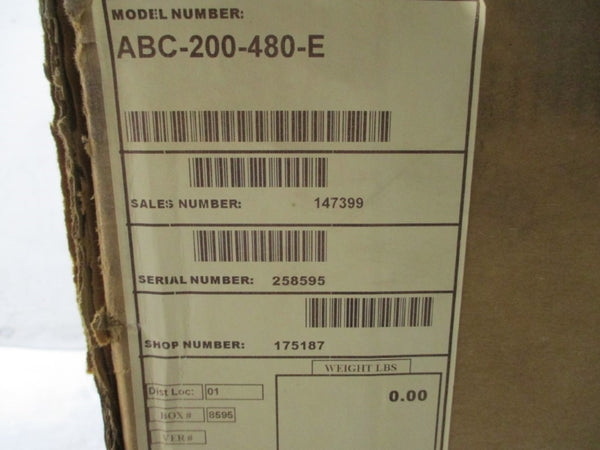 MODEL NUMBER:
ABC-200-480-E
SALES NUMBER: 147399
SERIAL NUMBER: 258595
SHOP NUMBER: 175187
WEIGHT LBS
Dist Loc: 01
0.00
BOX # 8595
VER #